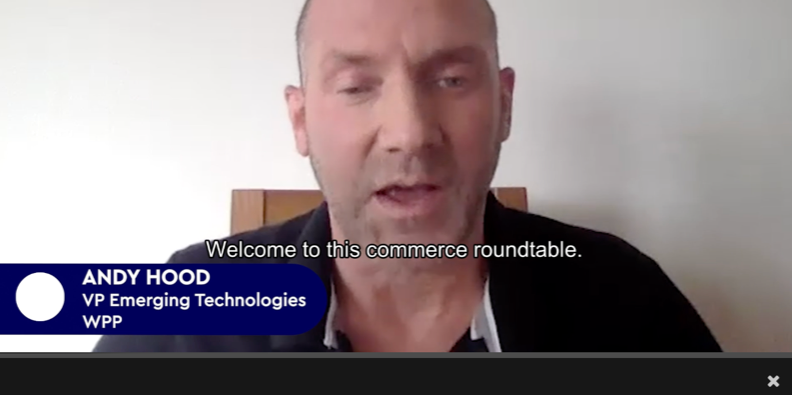 Welcome to this commerce roundtable.
ANDY HOOD
VP Emerging Technologies
WPP